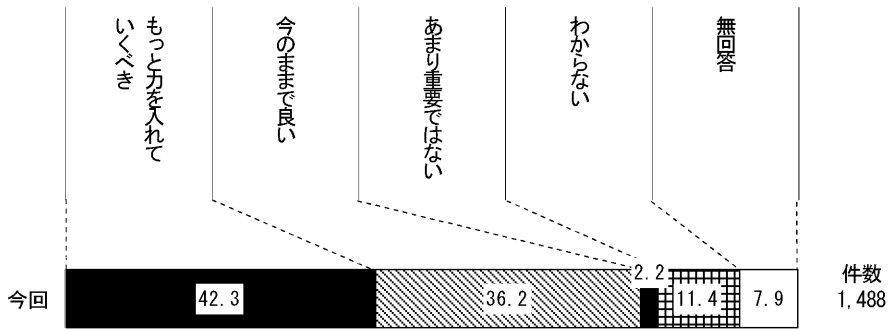 もっと力を入れて
いくべき
今のままで良い
あまり重要ではない
わからない
無回答
今回
42.3
36.2
2.2
11.4
7.9
件数
1,488